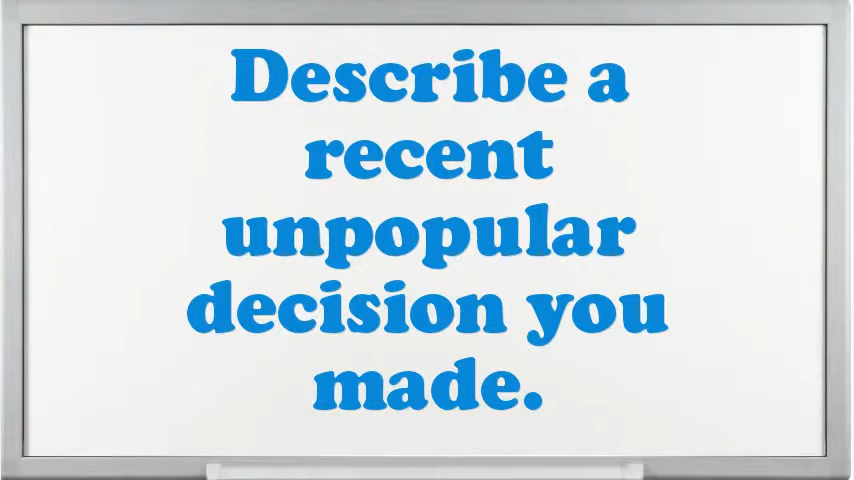 Describe a
recent
unpopular
decision you
made.